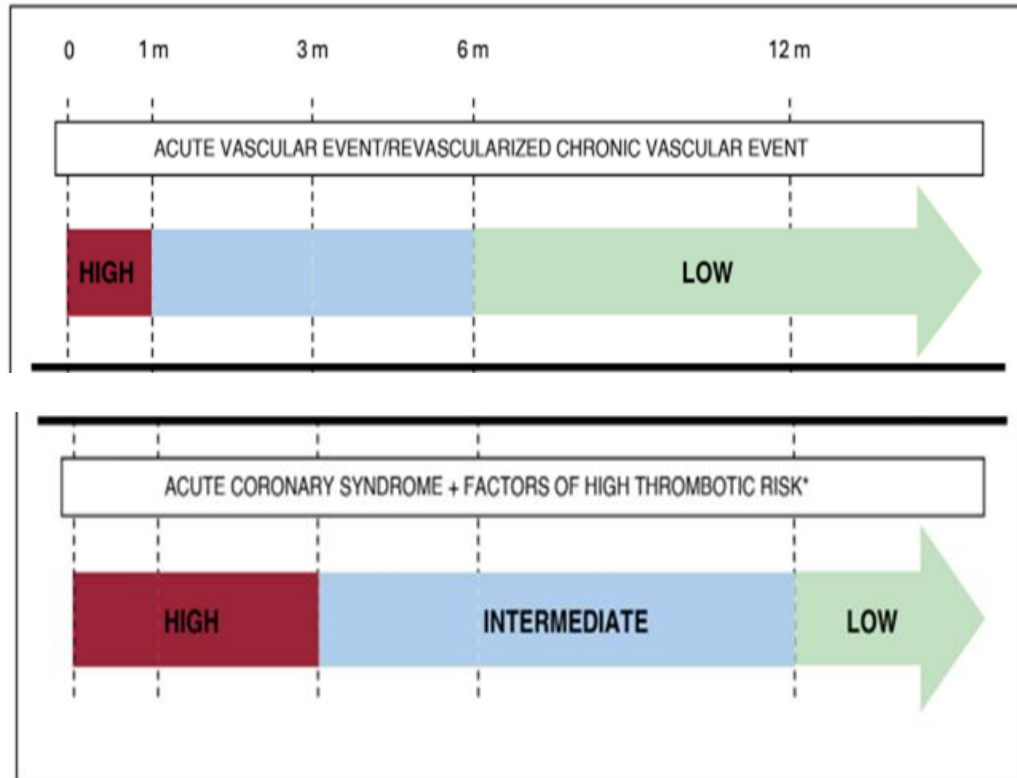 0 1 m 3 m 6 m 12 m
ACUTE VASCULAR EVENT/REVASCULARIZED CHRONIC VASCULAR EVENT
HIGH LOW
ACUTE CORONARY SYNDROME + FACTORS OF HIGH THROMBOTIC RISK*
HIGH INTERMEDIATE LOW